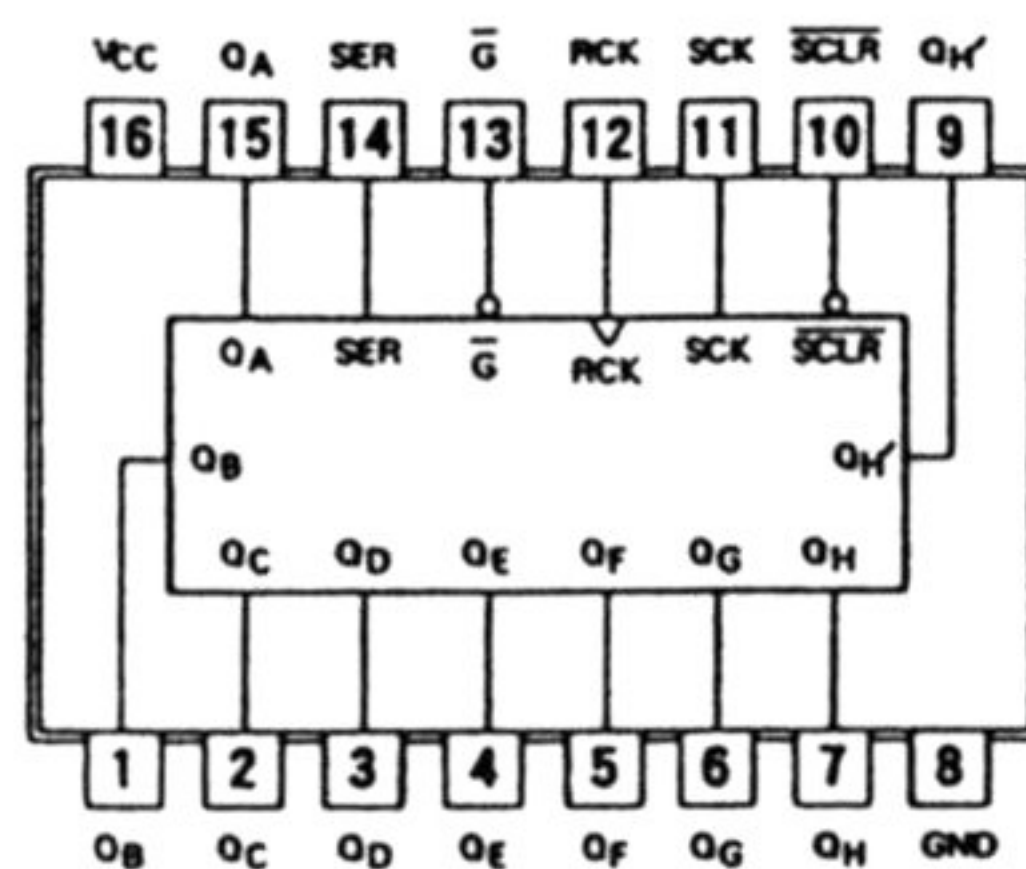 VCC QA SER G̅ RCK SCK S̅C̅L̅R̅ QH′
16 15 14 13 12 11 10 9
QA SER G̅ RCK SCK S̅C̅L̅R̅
QB QH′
QC QD QE QF QG QH
1 2 3 4 5 6 7 8
QB QC QD QE QF QG QH GND